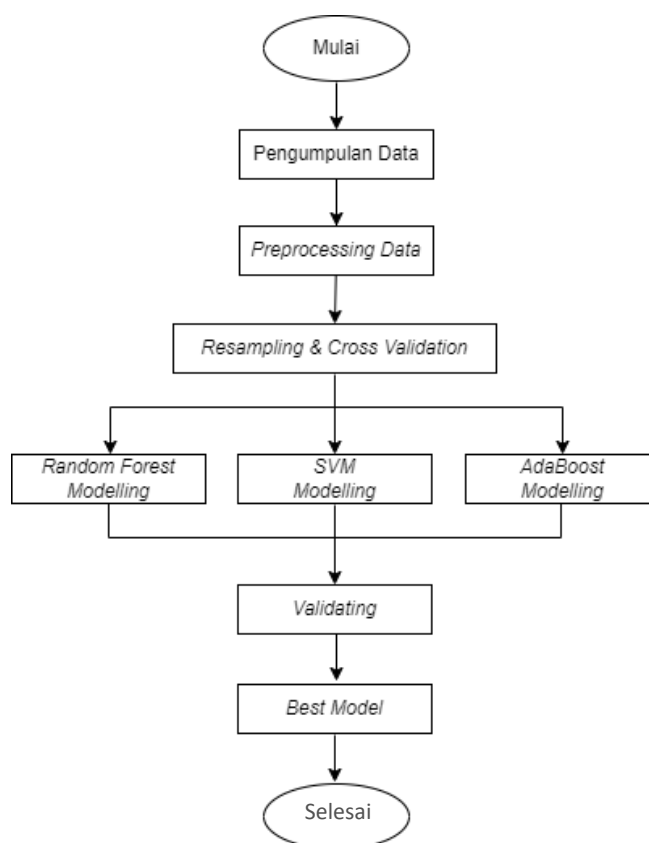 Mulai
Pengumpulan Data
Preprocessing Data
Resampling & Cross Validation
Random Forest
Modelling
SVM
Modelling
AdaBoost
Modelling
Validating
Best Model
Selesai